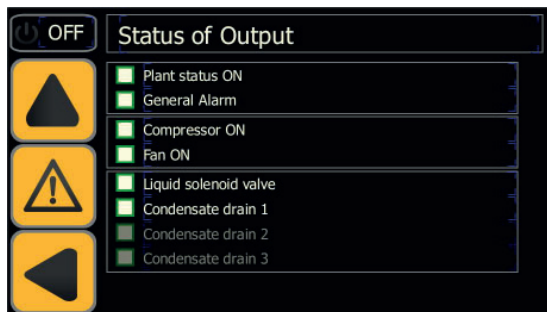 OFF
Status of Output
Plant status ON
General Alarm
Compressor ON
Fan ON
Liquid solenoid valve
Condensate drain 1
Condensate drain 2
Condensate drain 3